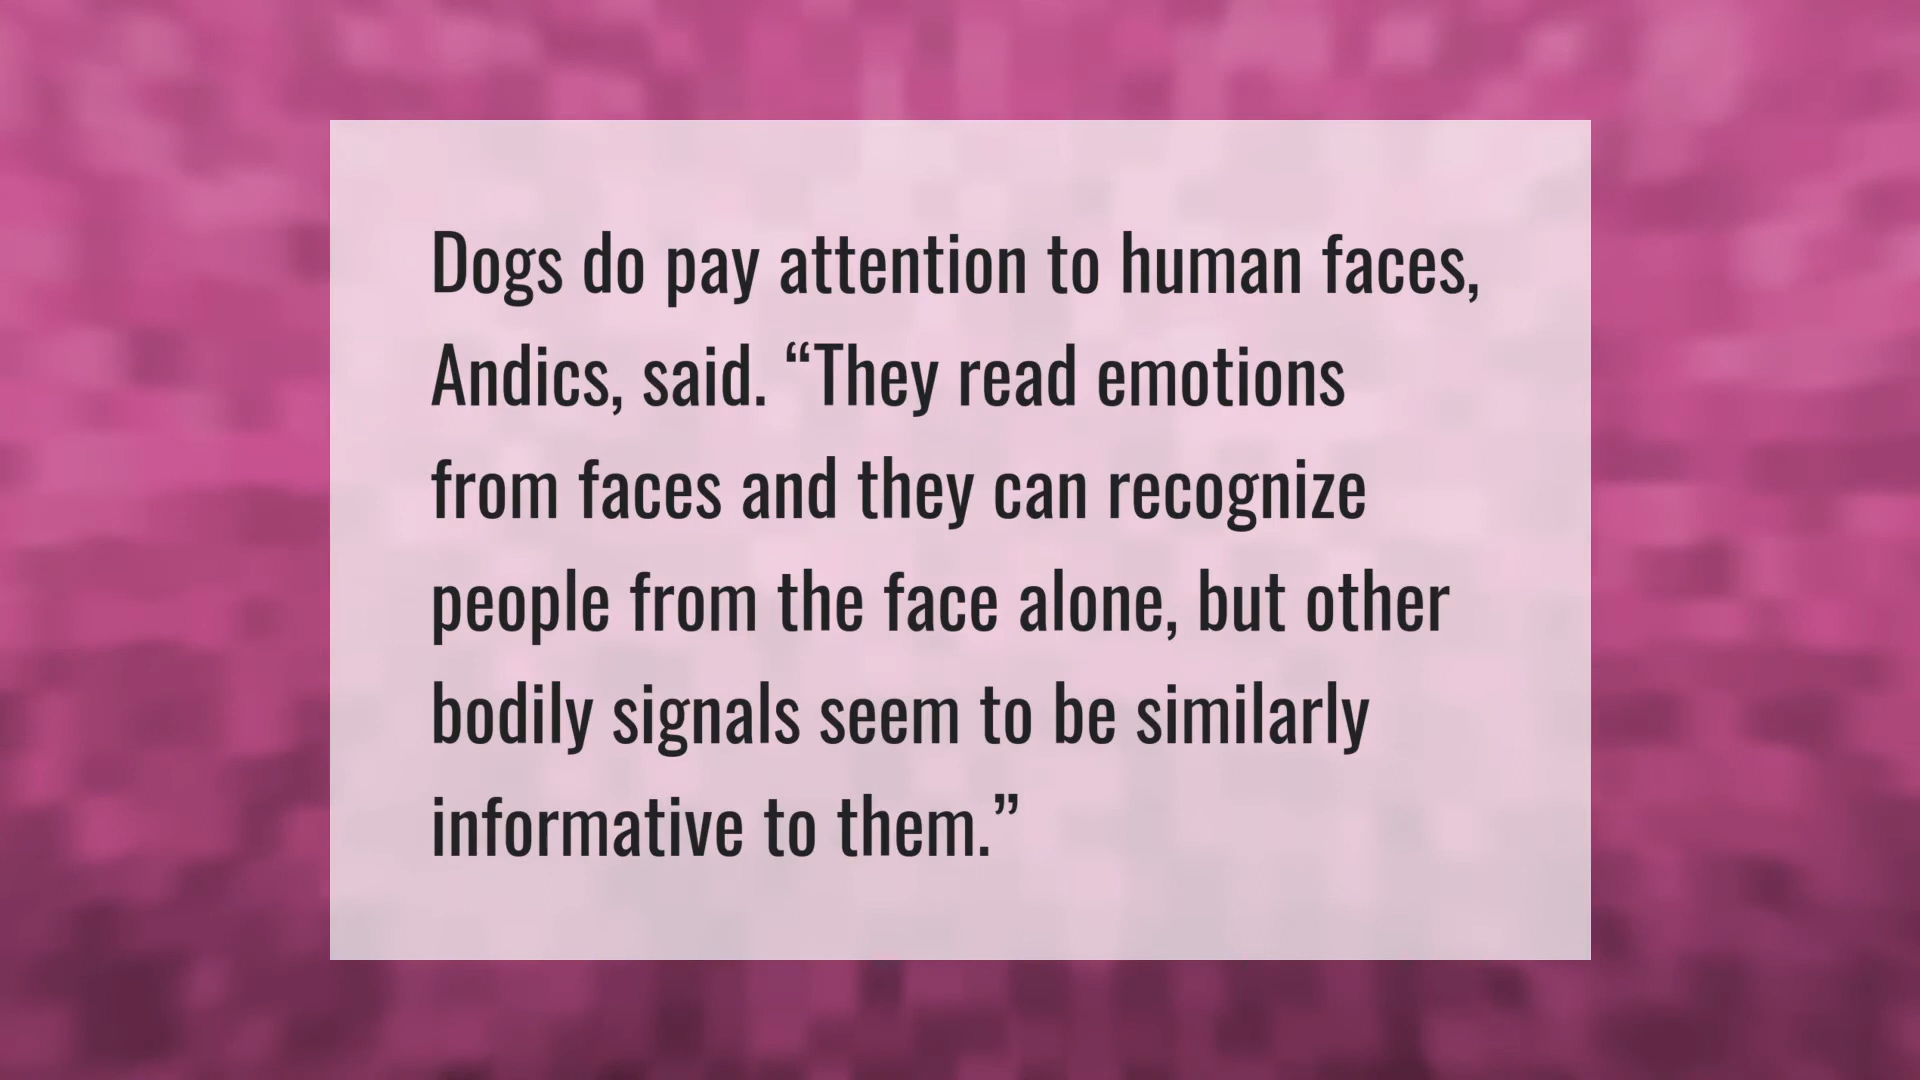 Dogs do pay attention to human faces,
Andics, said. “They read emotions
from faces and they can recognize
people from the face alone, but other
bodily signals seem to be similarly
informative to them.”